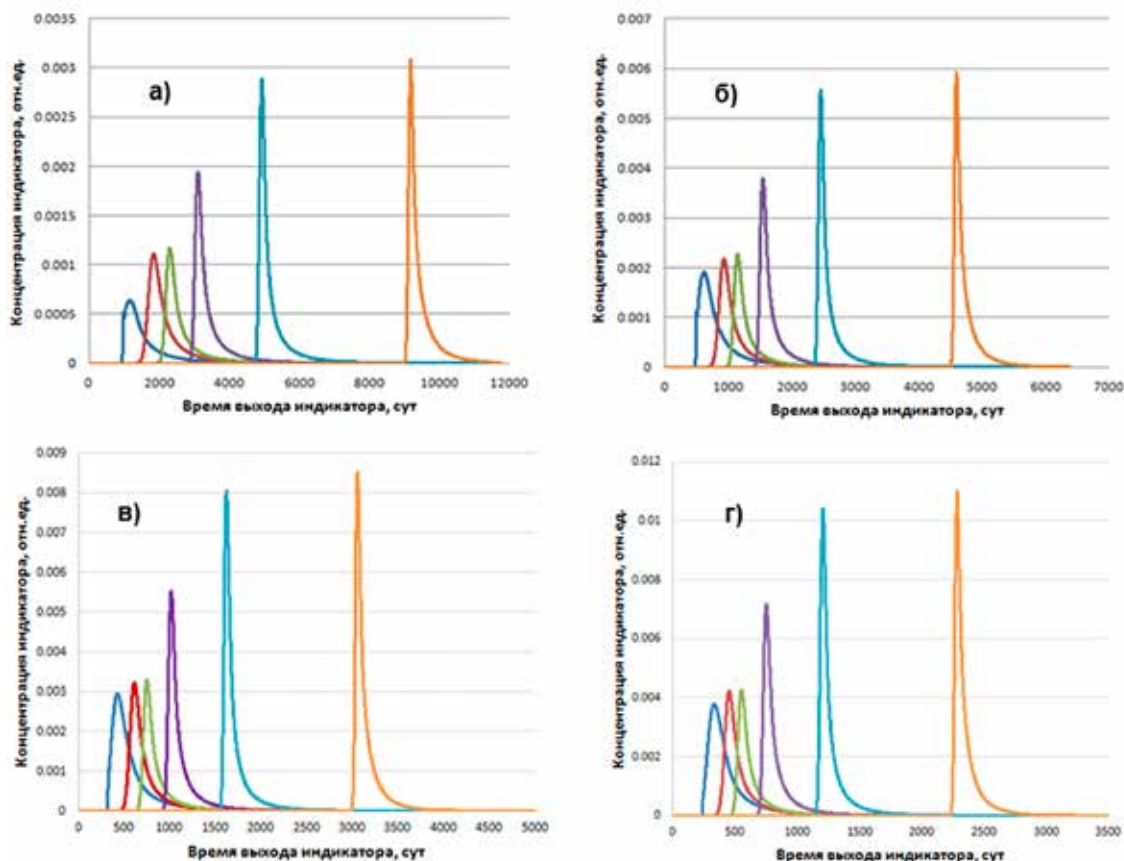 0.0035
0.003
0.0025
0.002
0.0015
0.001
0.0005
0
Концентрация индикатора, отн.ед.
а)
0 2000 4000 6000 8000 10000 12000
Время выхода индикатора, сут
0.007
0.006
0.005
0.004
0.003
0.002
0.001
0
Концентрация индикатора, отн.ед.
б)
0 1000 2000 3000 4000 5000 6000 7000
Время выхода индикатора, сут
0.009
0.008
0.007
0.006
0.005
0.004
0.003
0.002
0.001
0
Концентрация индикатора, отн.ед.
в)
0 500 1000 1500 2000 2500 3000 3500 4000 4500 5000
Время выхода индикатора, сут
0.012
0.01
0.008
0.006
0.004
0.002
0
Концентрация индикатора, отн.ед.
г)
0 500 1000 1500 2000 2500 3000 3500
Время выхода индикатора, сут